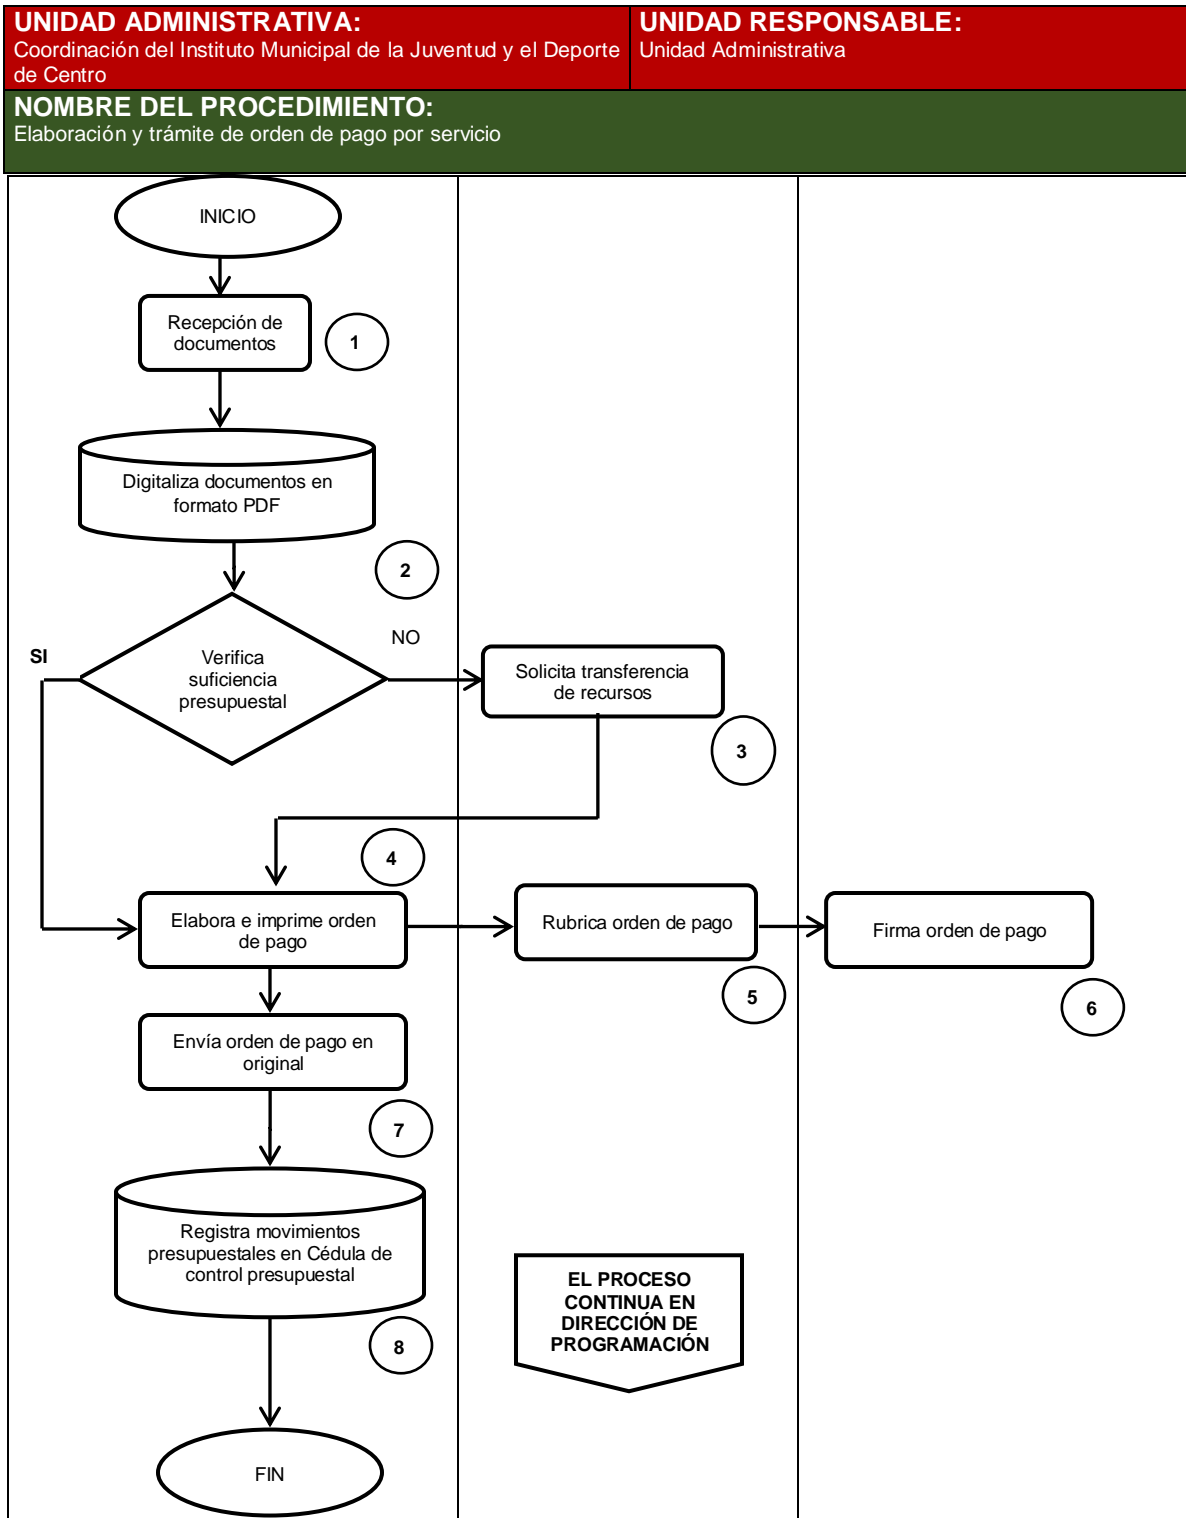 UNIDAD ADMINISTRATIVA:
Coordinación del Instituto Municipal de la Juventud y el Deporte
de Centro
UNIDAD RESPONSABLE:
Unidad Administrativa
NOMBRE DEL PROCEDIMIENTO:
Elaboración y trámite de orden de pago por servicio
INICIO
Recepción de
documentos
1
Digitaliza documentos en
formato PDF
2
SI
Verifica
suficiencia
presupuestal
NO
Solicita transferencia
de recursos
3
4
Elabora e imprime orden
de pago
Rubrica orden de pago
5
Firma orden de pago
6
Envía orden de pago en
original
7
Registra movimientos
presupuestales en Cédula de
control presupuestal
8
EL PROCESO
CONTINUA EN
DIRECCIÓN DE
PROGRAMACIÓN
FIN